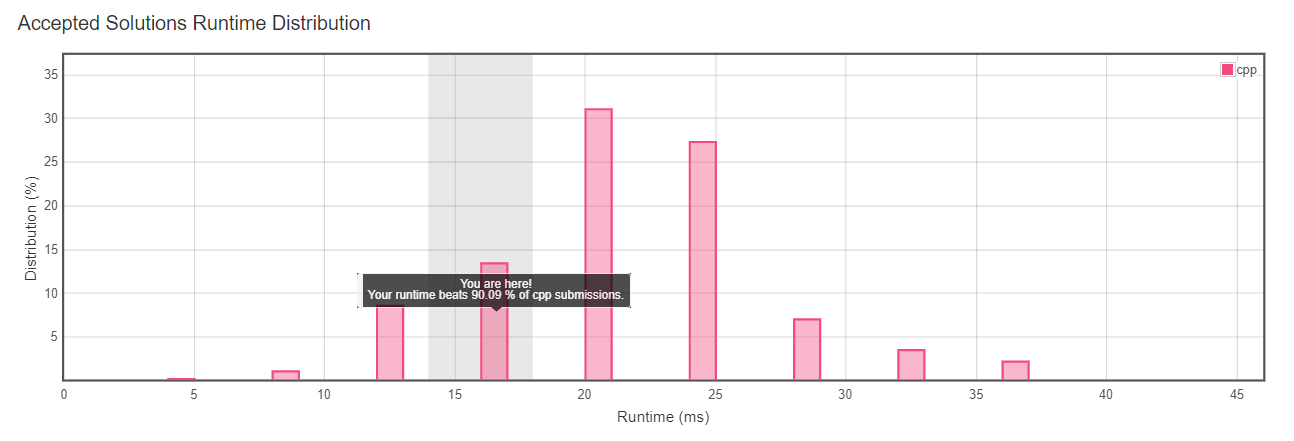 Accepted Solutions Runtime Distribution
cpp
35
30
25
20
15
10
5
Distribution (%)
You are here!
Your runtime beats 90.09 % of cpp submissions.
0 5 10 15 20 25 30 35 40 45
Runtime (ms)